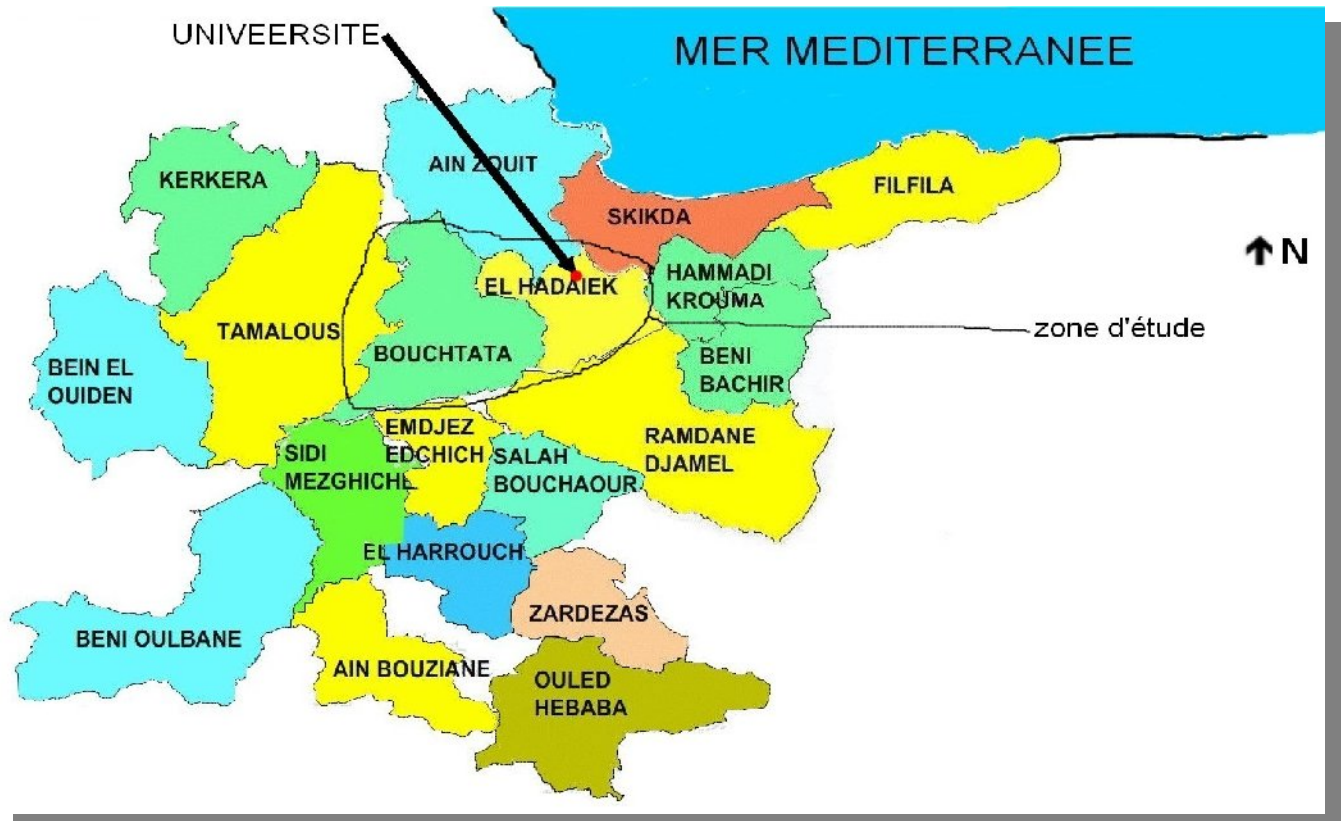 UNIVEERSITE
MER MEDITERRANEE
AIN ZOUIT
KERKERA
FILFILA
SKIKDA
N
HAMMADI
KROUMA
EL HADAIEK
TAMALOUS
zone d'étude
BOUCHTATA
BENI
BACHIR
BEIN EL
OUIDEN
EMDJEZ
EDCHICH
RAMDANE
DJAMEL
SIDI
MEZGHICHE
SALAH
BOUCHAOUR
EL HARROUCH
ZARDEZAS
BENI OULBANE
AIN BOUZIANE
OULED
HEBABA